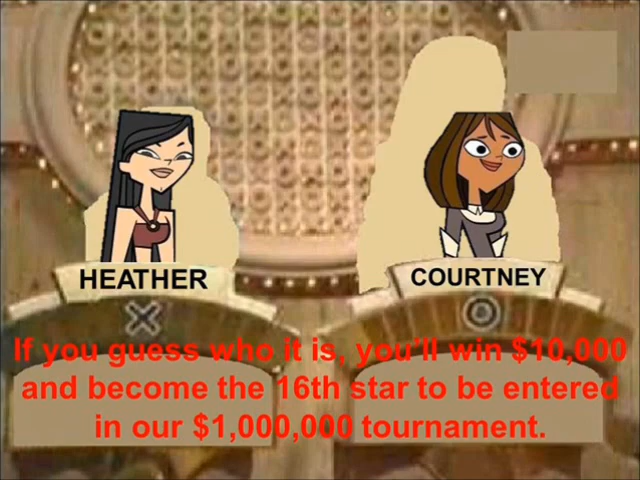 HEATHER
COURTNEY
If you guess who it is, you'll win $10,000
and become the 16th star to be entered
in our $1,000,000 tournament.